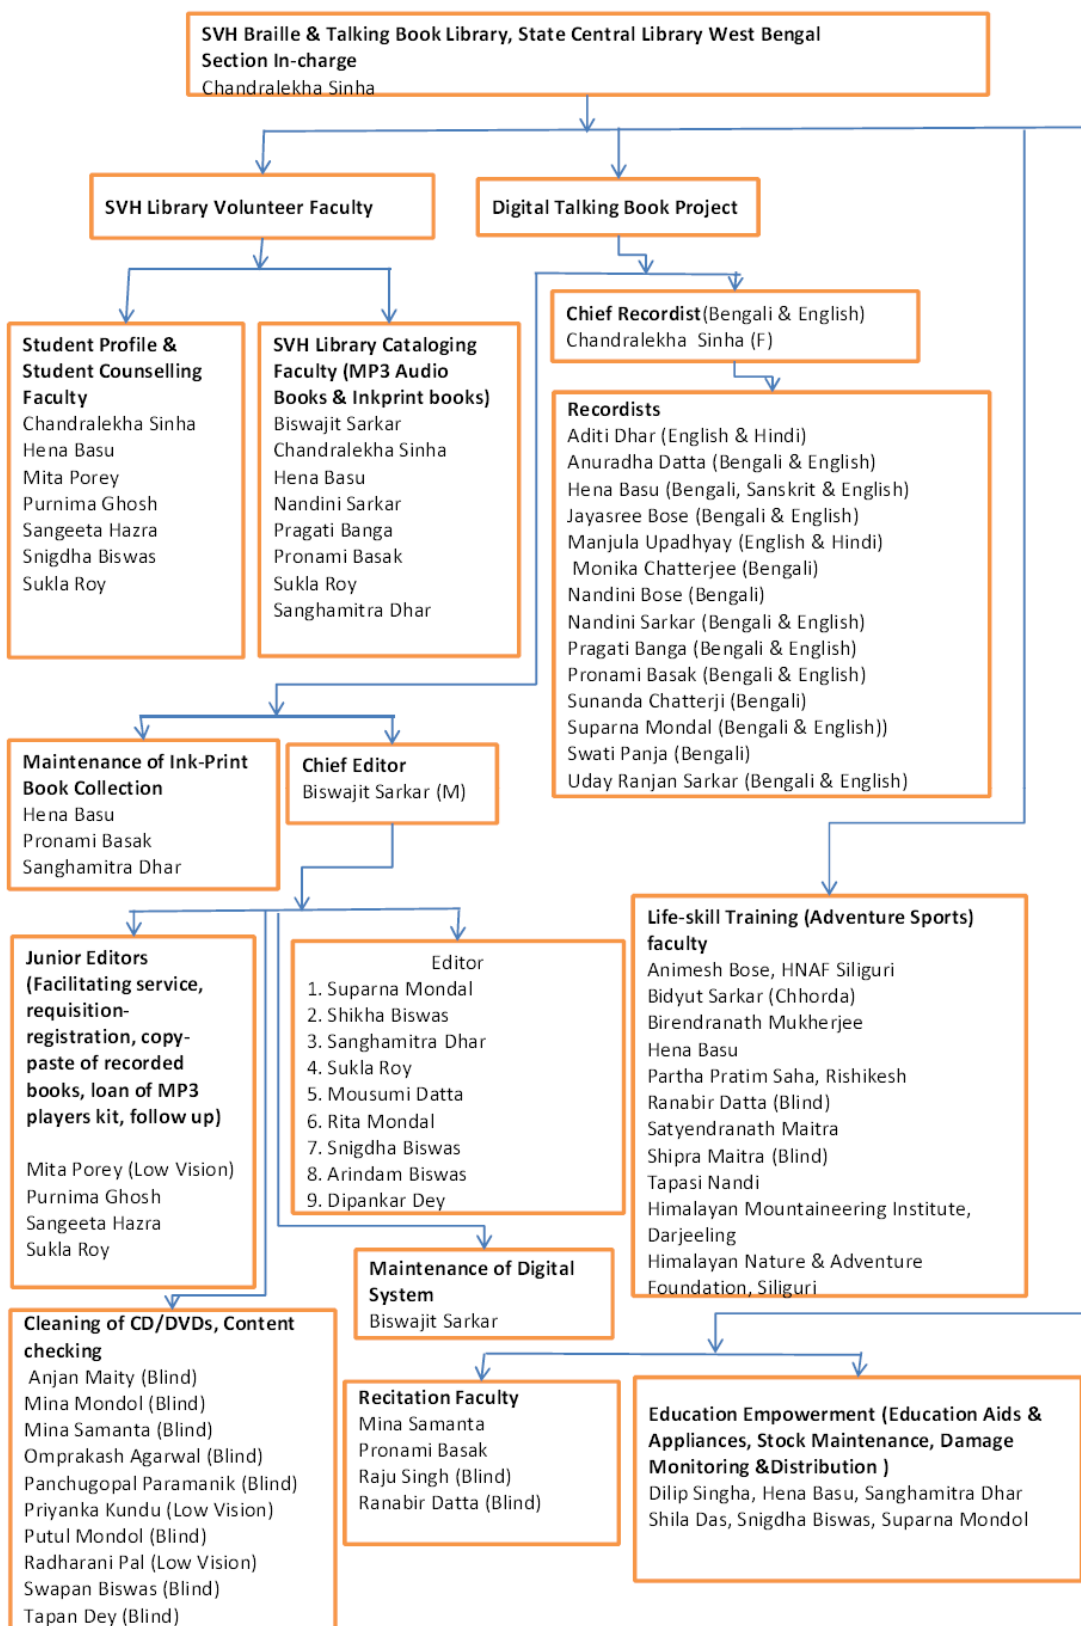 SVH Braille & Talking Book Library, State Central Library West Bengal
Section In-charge
Chandralekha Sinha
SVH Library Volunteer Faculty
Digital Talking Book Project
Student Profile &
Student Counselling
Faculty
Chandralekha Sinha
Hena Basu
Mita Porey
Purnima Ghosh
Sangeeta Hazra
Snigdha Biswas
Sukla Roy
SVH Library Cataloging
Faculty (MP3 Audio
Books & Inkprint books)
Biswajit Sarkar
Chandralekha Sinha
Hena Basu
Nandini Sarkar
Pragati Banga
Pronami Basak
Sukla Roy
Sanghamitra Dhar
Chief Recordist(Bengali & English)
Chandralekha  Sinha (F)
Recordists
Aditi Dhar (English & Hindi)
Anuradha Datta (Bengali & English)
Hena Basu (Bengali, Sanskrit & English)
Jayasree Bose (Bengali & English)
Manjula Upadhyay (English & Hindi)
Monika Chatterjee (Bengali)
Nandini Bose (Bengali)
Nandini Sarkar (Bengali & English)
Pragati Banga (Bengali & English)
Pronami Basak (Bengali & English)
Sunanda Chatterji (Bengali)
Suparna Mondal (Bengali & English))
Swati Panja (Bengali)
Uday Ranjan Sarkar (Bengali & English)
Maintenance of Ink-Print
Book Collection
Hena Basu
Pronami Basak
Sanghamitra Dhar
Chief Editor
Biswajit Sarkar (M)
Junior Editors
(Facilitating service,
requisition-
registration, copy-
paste of recorded
books, loan of MP3
players kit, follow up)
Mita Porey (Low Vision)
Purnima Ghosh
Sangeeta Hazra
Sukla Roy
Editor
1. Suparna Mondal
2. Shikha Biswas
3. Sanghamitra Dhar
4. Sukla Roy
5. Mousumi Datta
6. Rita Mondal
7. Snigdha Biswas
8. Arindam Biswas
9. Dipankar Dey
Life-skill Training (Adventure Sports)
faculty
Animesh Bose, HNAF Siliguri
Bidyut Sarkar (Chhorda)
Birendranath Mukherjee
Hena Basu
Partha Pratim Saha, Rishikesh
Ranabir Datta (Blind)
Satyendranath Maitra
Shipra Maitra (Blind)
Tapasi Nandi
Himalayan Mountaineering Institute,
Darjeeling
Himalayan Nature & Adventure
Foundation, Siliguri
Maintenance of Digital
System
Biswajit Sarkar
Cleaning of CD/DVDs, Content
checking
Anjan Maity (Blind)
Mina Mondol (Blind)
Mina Samanta (Blind)
Omprakash Agarwal (Blind)
Panchugopal Paramanik (Blind)
Priyanka Kundu (Low Vision)
Putul Mondol (Blind)
Radharani Pal (Low Vision)
Swapan Biswas (Blind)
Tapan Dey (Blind)
Recitation Faculty
Mina Samanta
Pronami Basak
Raju Singh (Blind)
Ranabir Datta (Blind)
Education Empowerment (Education Aids &
Appliances, Stock Maintenance, Damage
Monitoring &Distribution )
Dilip Singha, Hena Basu, Sanghamitra Dhar
Shila Das, Snigdha Biswas, Suparna Mondol